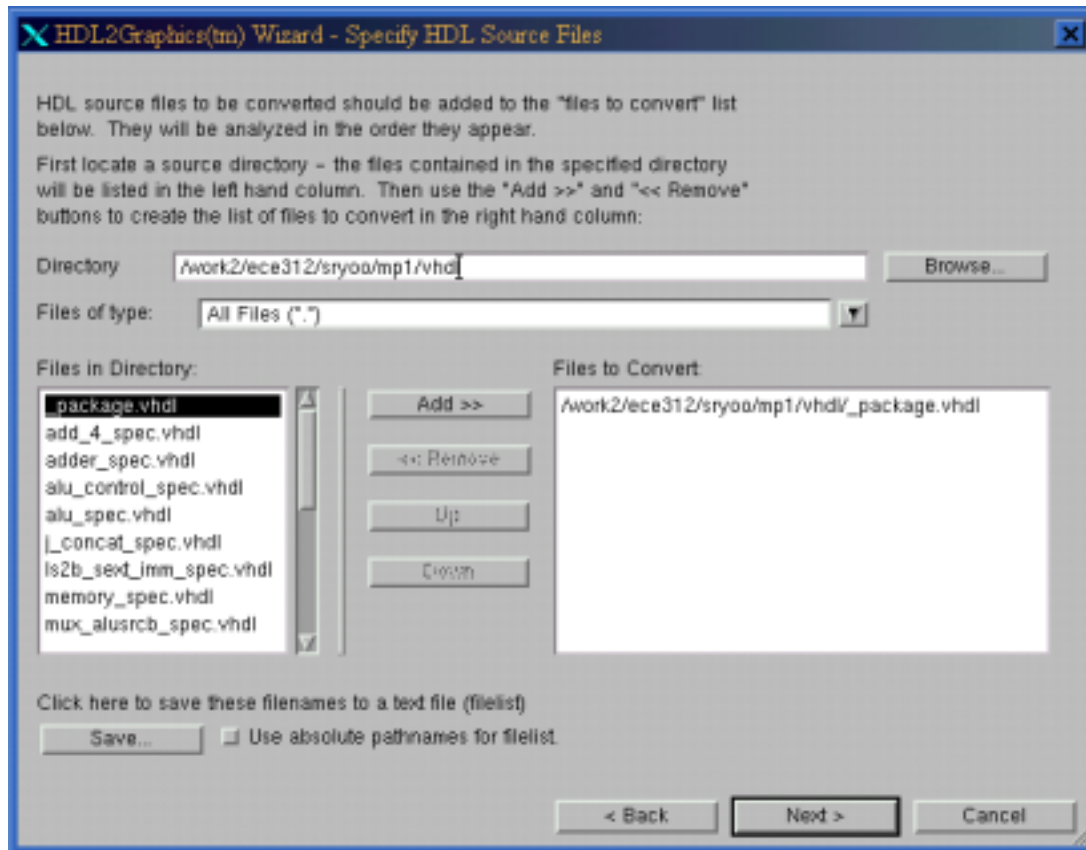 HDL2Graphics(tm) Wizard - Specify HDL Source Files
HDL source files to be converted should be added to the "files to convert" list
below. They will be analyzed in the order they appear.
First locate a source directory - the files contained in the specified directory
will be listed in the left hand column. Then use the "Add >>" and "<< Remove"
buttons to create the list of files to convert in the right hand column:
Directory /work2/ece312/sryoo/mp1/vhdl Browse...
Files of type: All Files (*.*)
Files in Directory: Files to Convert:
_package.vhdl Add >> /work2/ece312/sryoo/mp1/vhdl/_package.vhdl
add_4_spec.vhdl
adder_spec.vhdl << Remove
alu_control_spec.vhdl
alu_spec.vhdl Up
j_concat_spec.vhdl
ls2b_sext_imm_spec.vhdl Down
memory_spec.vhdl
mux_alusrcb_spec.vhdl
Click here to save these filenames to a text file (filelist)
Save... Use absolute pathnames for filelist.
< Back Next > Cancel